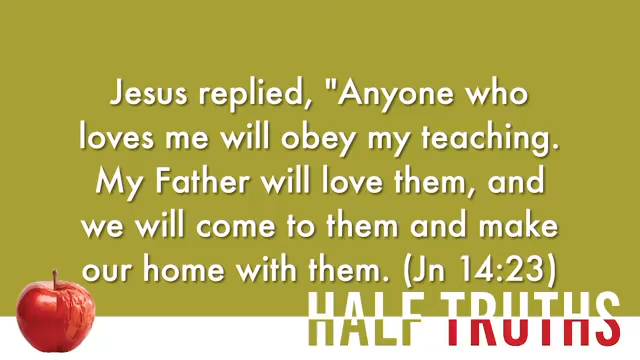 Jesus replied, "Anyone who
loves me will obey my teaching.
My Father will love them, and
we will come to them and make
our home with them. (Jn 14:23)
HALF TRUTHS